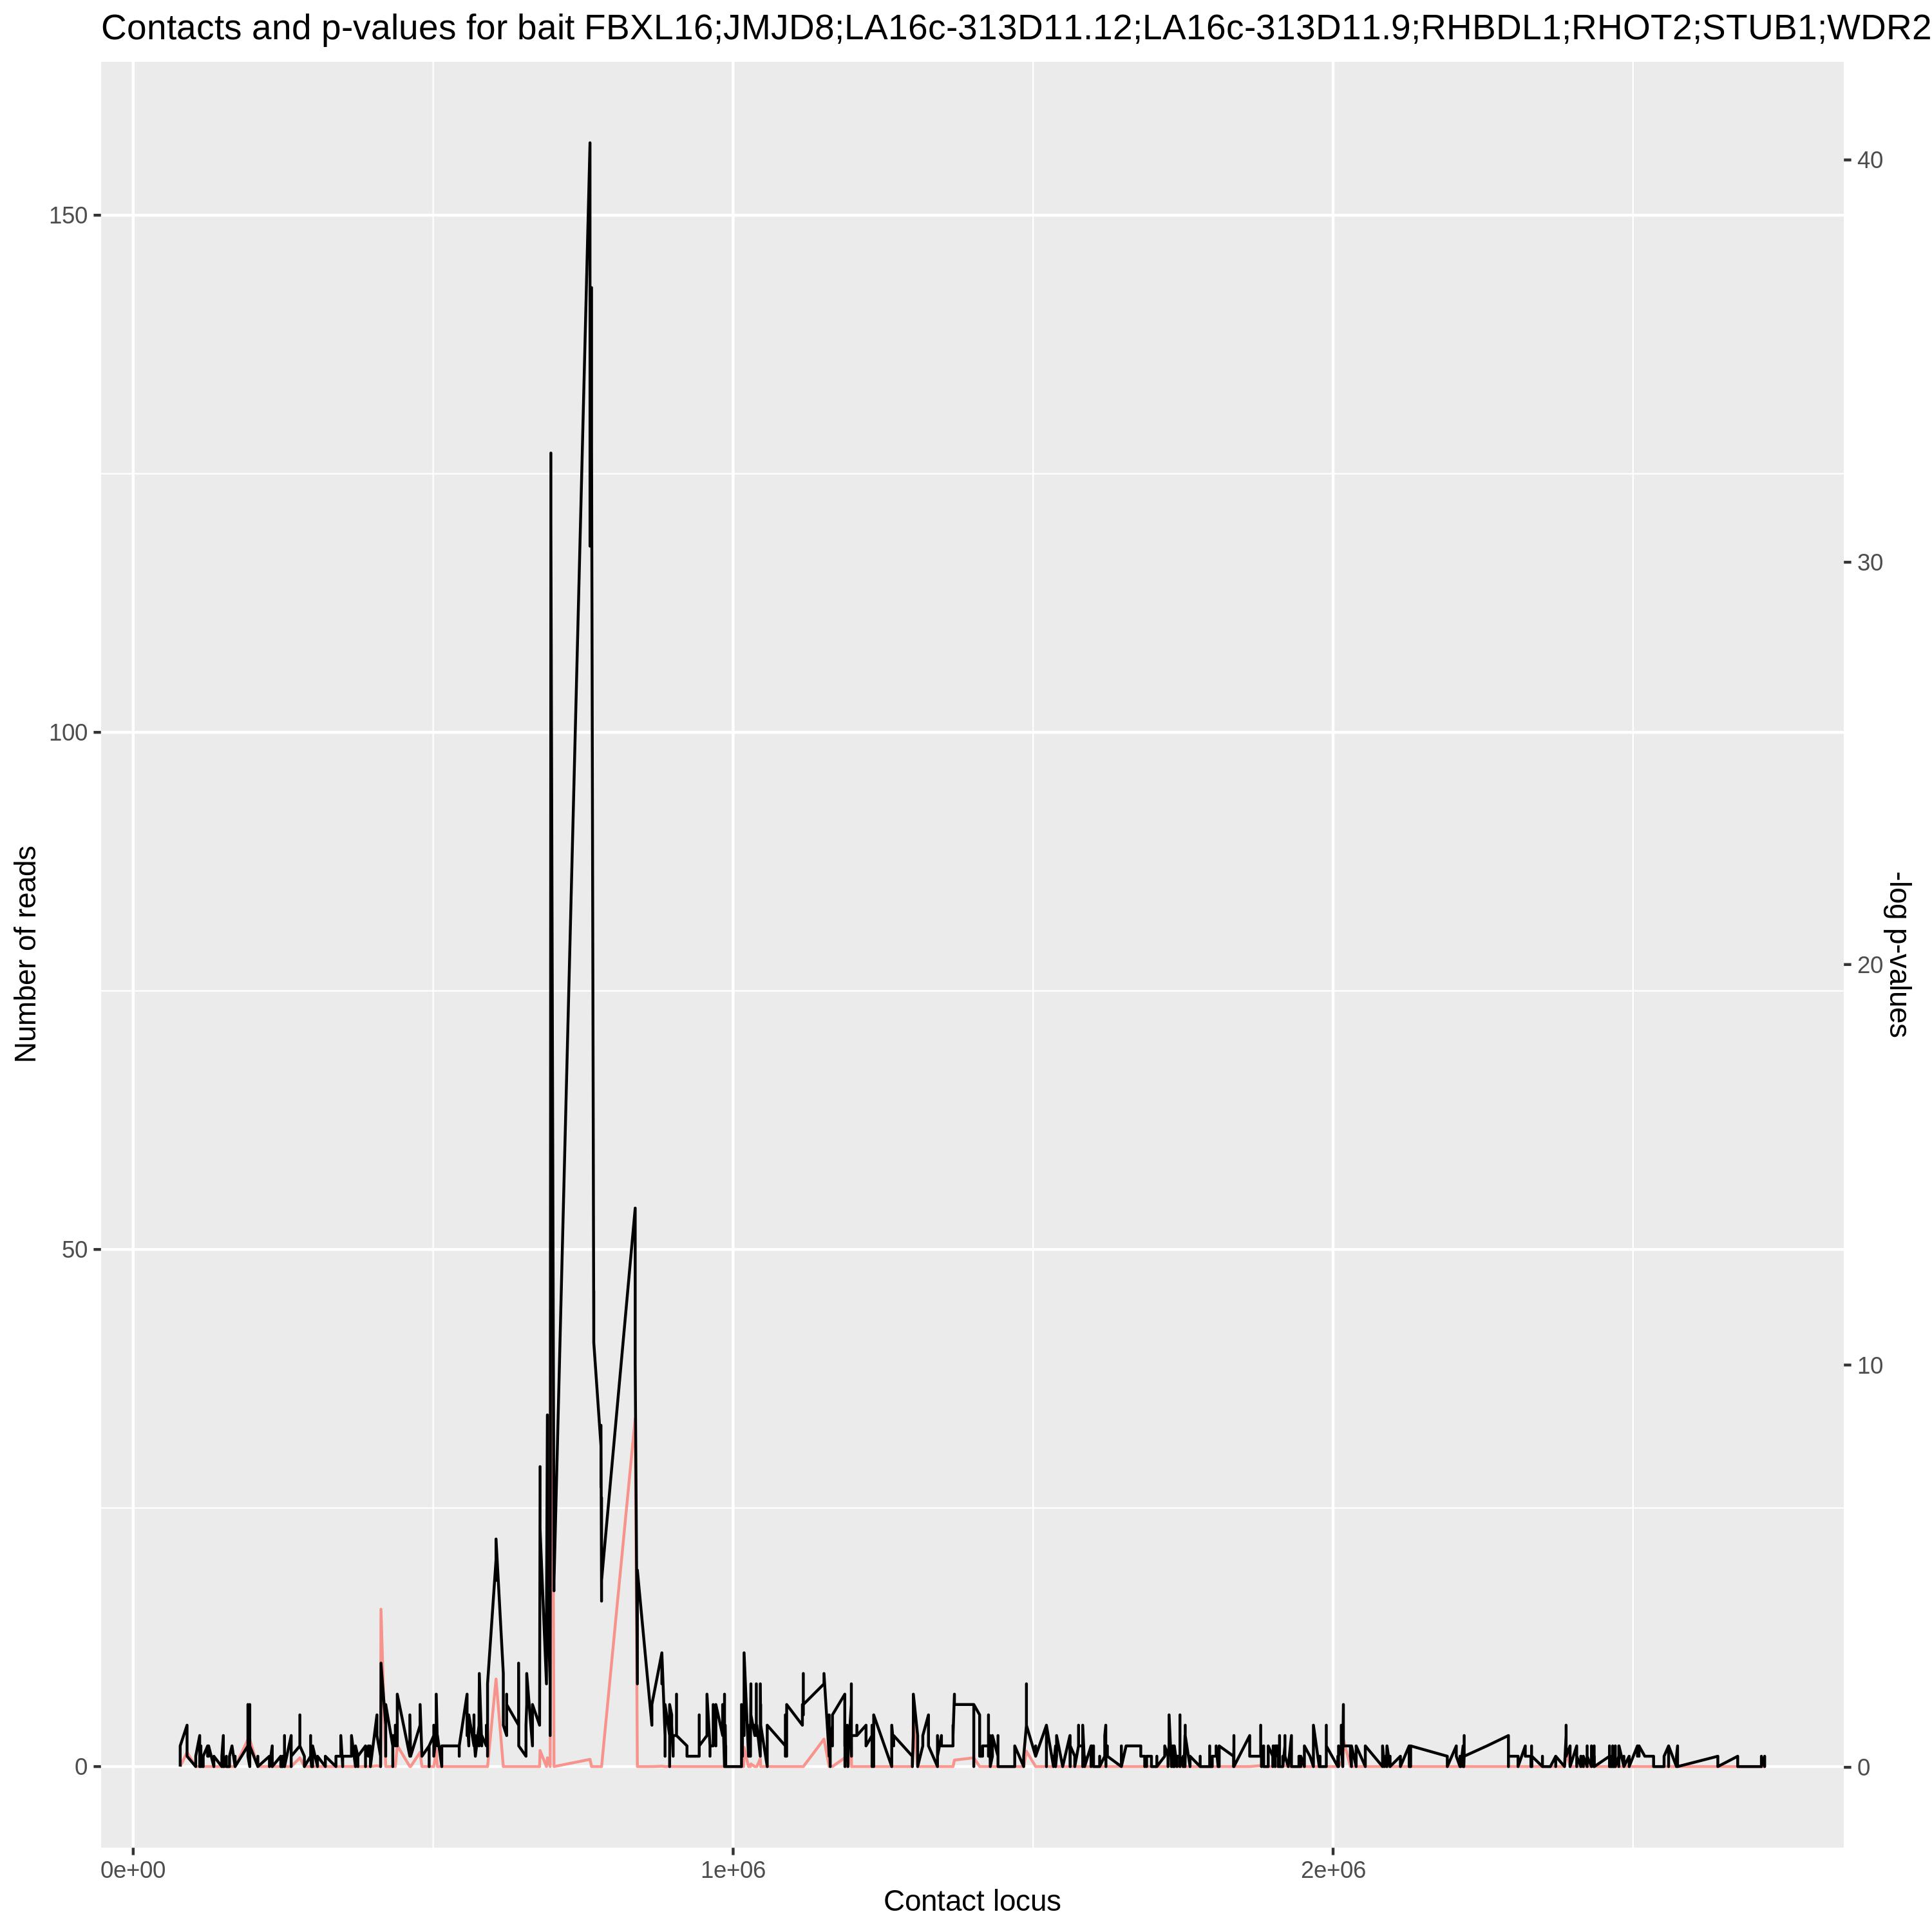 Contacts and p-values for bait FBXL16;JMJD8;LA16c-313D11.12;LA16c-313D11.9;RHBDL1;RHOT2;STUB1;WDR2
150
100
50
0
Number of reads
40
30
20
10
0
-log p-values
0e+00
1e+06
2e+06
Contact locus